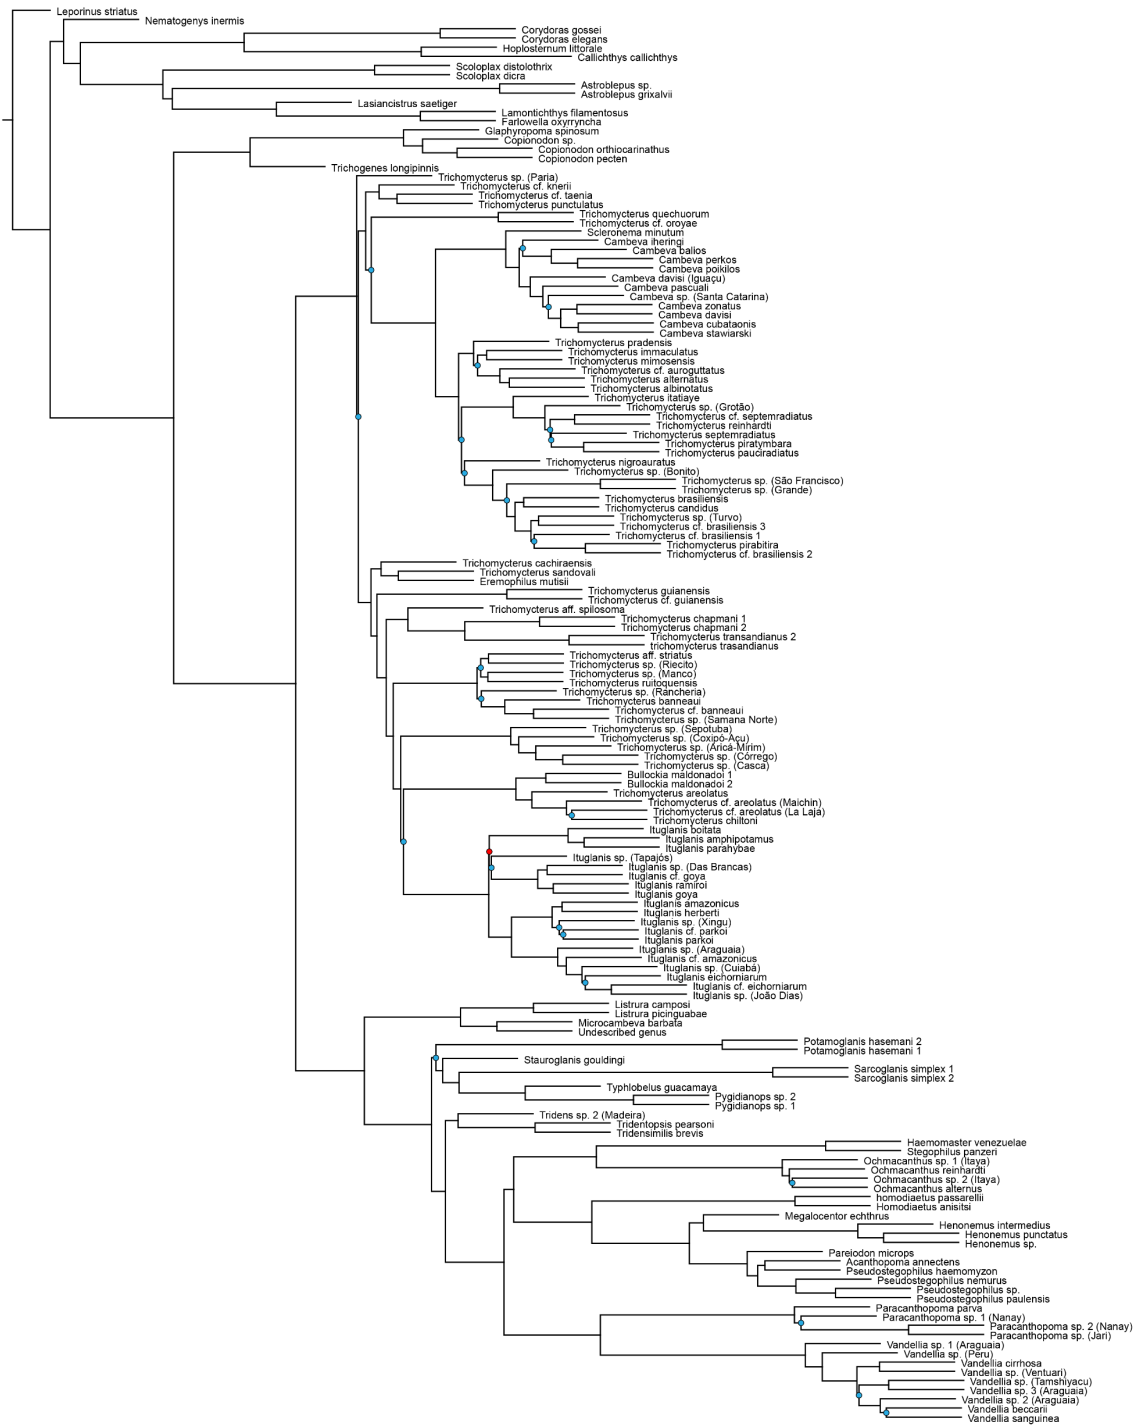 Leporinus striatus
Nematogenys inermis
Corydoras gossei
Corydoras elegans
Hoplosternum littorale
Callichthys callichthys
Scoloplax distolothrix
Scoloplax dicra
Astroblepus sp.
Astroblepus grixalvii
Lasiancistrus saetiger
Lamontichthys filamentosus
Farlowella oxyrryncha
Glaphyropoma spinosum
Copionodon sp.
Copionodon orthiocarinathus
Copionodon pecten
Trichogenes longipinnis
Trichomycterus sp. (Paria)
Trichomycterus cf. knerii
Trichomycterus cf. taenia
Trichomycterus punctulatus
Trichomycterus quechuorum
Trichomycterus cf. oroyae
Scleronema minutum
Cambeva iheringi
Cambeva balios
Cambeva perkos
Cambeva poikilos
Cambeva davisi (Iguaçu)
Cambeva pascuali
Cambeva sp. (Santa Catarina)
Cambeva zonatus
Cambeva davisi
Cambeva cubataonis
Cambeva stawiarski
Trichomycterus pradensis
Trichomycterus immaculatus
Trichomycterus mimosensis
Trichomycterus cf. auroguttatus
Trichomycterus alternatus
Trichomycterus albinotatus
Trichomycterus itatiaye
Trichomycterus sp. (Grotão)
Trichomycterus cf. septemradiatus
Trichomycterus reinhardti
Trichomycterus septemradiatus
Trichomycterus piratymbara
Trichomycterus pauciradiatus
Trichomycterus nigroauratus
Trichomycterus sp. (Bonito)
Trichomycterus sp. (São Francisco)
Trichomycterus sp. (Grande)
Trichomycterus brasiliensis
Trichomycterus candidus
Trichomycterus sp. (Turvo)
Trichomycterus cf. brasiliensis 3
Trichomycterus cf. brasiliensis 1
Trichomycterus pirabitira
Trichomycterus cf. brasiliensis 2
Trichomycterus cachiraensis
Trichomycterus sandovali
Eremophilus mutisii
Trichomycterus guianensis
Trichomycterus cf. guianensis
Trichomycterus aff. spilosoma
Trichomycterus chapmani 1
Trichomycterus chapmani 2
Trichomycterus transandianus 2
trichomycterus trasandianus
Trichomycterus aff. striatus
Trichomycterus sp. (Riecito)
Trichomycterus sp. (Manco)
Trichomycterus ruitoquensis
Trichomycterus sp. (Rancheria)
Trichomycterus banneaui
Trichomycterus cf. banneaui
Trichomycterus sp. (Samana Norte)
Trichomycterus sp. (Sepotuba)
Trichomycterus sp. (Coxipó-Açu)
Trichomycterus sp. (Aricá-Mirim)
Trichomycterus sp. (Córrego)
Trichomycterus sp. (Casca)
Bullockia maldonadoi 1
Bullockia maldonadoi 2
Trichomycterus areolatus
Trichomycterus cf. areolatus (Maichin)
Trichomycterus cf. areolatus (La Laja)
Trichomycterus chiltoni
Ituglanis boitata
Ituglanis amphipotamus
Ituglanis parahybae
Ituglanis sp. (Tapajós)
Ituglanis sp. (Das Brancas)
Ituglanis cf. goya
Ituglanis ramiroi
Ituglanis goya
Ituglanis amazonicus
Ituglanis herberti
Ituglanis sp. (Xingu)
Ituglanis cf. parkoi
Ituglanis parkoi
Ituglanis sp. (Araguaia)
Ituglanis cf. amazonicus
Ituglanis sp. (Cuiabá)
Ituglanis eichorniarum
Ituglanis cf. eichorniarum
Ituglanis sp. (João Dias)
Listrura camposi
Listrura picinguabae
Microcambeva barbata
Undescribed genus
Potamoglanis hasemani 2
Potamoglanis hasemani 1
Stauroglanis gouldingi
Sarcoglanis simplex 1
Sarcoglanis simplex 2
Typhlobelus guacamaya
Pygidianops sp. 2
Pygidianops sp. 1
Tridens sp. 2 (Madeira)
Tridentopsis pearsoni
Tridensimilis brevis
Haemomaster venezuelae
Stegophilus panzeri
Ochmacanthus sp. 1 (Itaya)
Ochmacanthus reinhardti
Ochmacanthus sp. 2 (Itaya)
Ochmacanthus alternus
homodiaetus passarellii
Homodiaetus anisitsi
Megalocentor echthrus
Henonemus intermedius
Henonemus punctatus
Henonemus sp.
Pareiodon microps
Acanthopoma annectens
Pseudostegophilus haemomyzon
Pseudostegophilus nemurus
Pseudostegophilus sp.
Pseudostegophilus paulensis
Paracanthopoma parva
Paracanthopoma sp. 1 (Nanay)
Paracanthopoma sp. 2 (Nanay)
Paracanthopoma sp. (Jari)
Vandellia sp. 1 (Araguaia)
Vandellia sp. (Peru)
Vandellia cirrhosa
Vandellia sp. (Ventuari)
Vandellia sp. (Tamshiyacu)
Vandellia sp. 3 (Araguaia)
Vandellia sp. 2 (Araguaia)
Vandellia beccarii
Vandellia sanguinea